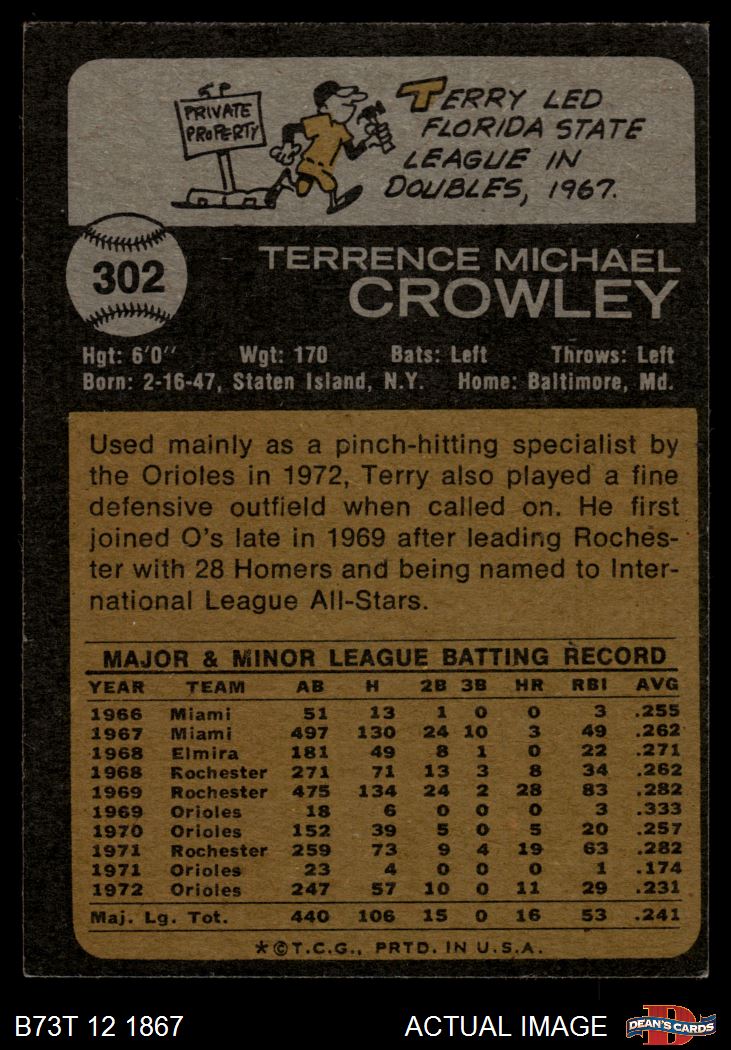 PRIVATE
PROPERTY
TERRY LED
FLORIDA STATE
LEAGUE IN
DOUBLES, 1967.
302
TERRENCE MICHAEL
CROWLEY
Hgt: 6'0" Wgt: 170 Bats: Left Throws: Left
Born: 2-16-47, Staten Island, N.Y. Home: Baltimore, Md.
Used mainly as a pinch-hitting specialist by
the Orioles in 1972, Terry also played a fine
defensive outfield when called on. He first
joined O's late in 1969 after leading Roches-
ter with 28 Homers and being named to Inter-
national League All-Stars.
MAJOR & MINOR LEAGUE BATTING RECORD
YEAR TEAM AB H 2B 3B HR RBI AVG
1966 Miami 51 13 1 0 0 3 .255
1967 Miami 497 130 24 10 3 49 .262
1968 Elmira 181 49 8 1 0 22 .271
1968 Rochester 271 71 13 3 8 34 .262
1969 Rochester 475 134 24 2 28 83 .282
1969 Orioles 18 6 0 0 0 3 .333
1970 Orioles 152 39 5 0 5 20 .257
1971 Rochester 259 73 9 4 19 63 .282
1971 Orioles 23 4 0 0 0 1 .174
1972 Orioles 247 57 10 0 11 29 .231
Maj. Lg. Tot. 440 106 15 0 16 53 .241
*©T.C.G., PRTD. IN U.S.A.
B73T 12 1867 ACTUAL IMAGE DEAN'S CARDS